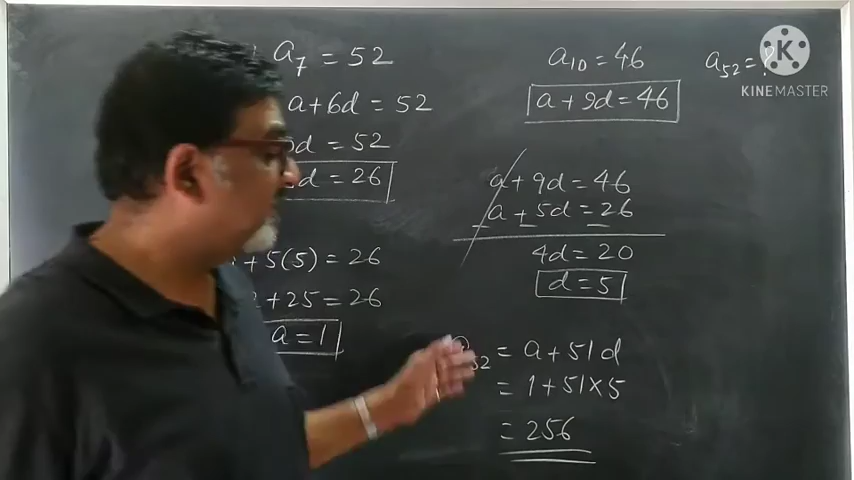 a₇ = 52
a+6d = 52
d = 52
d = 26
+ 5(5) = 26
+ 25 = 26
a = 1
a₁₀ = 46
a + 9d = 46
a + 9d = 46
a + 5d = 26
4d = 20
d = 5
₅₂ = a + 51d
= 1 + 51 × 5
= 256
a₅₂ = ?
K
KINEMASTER